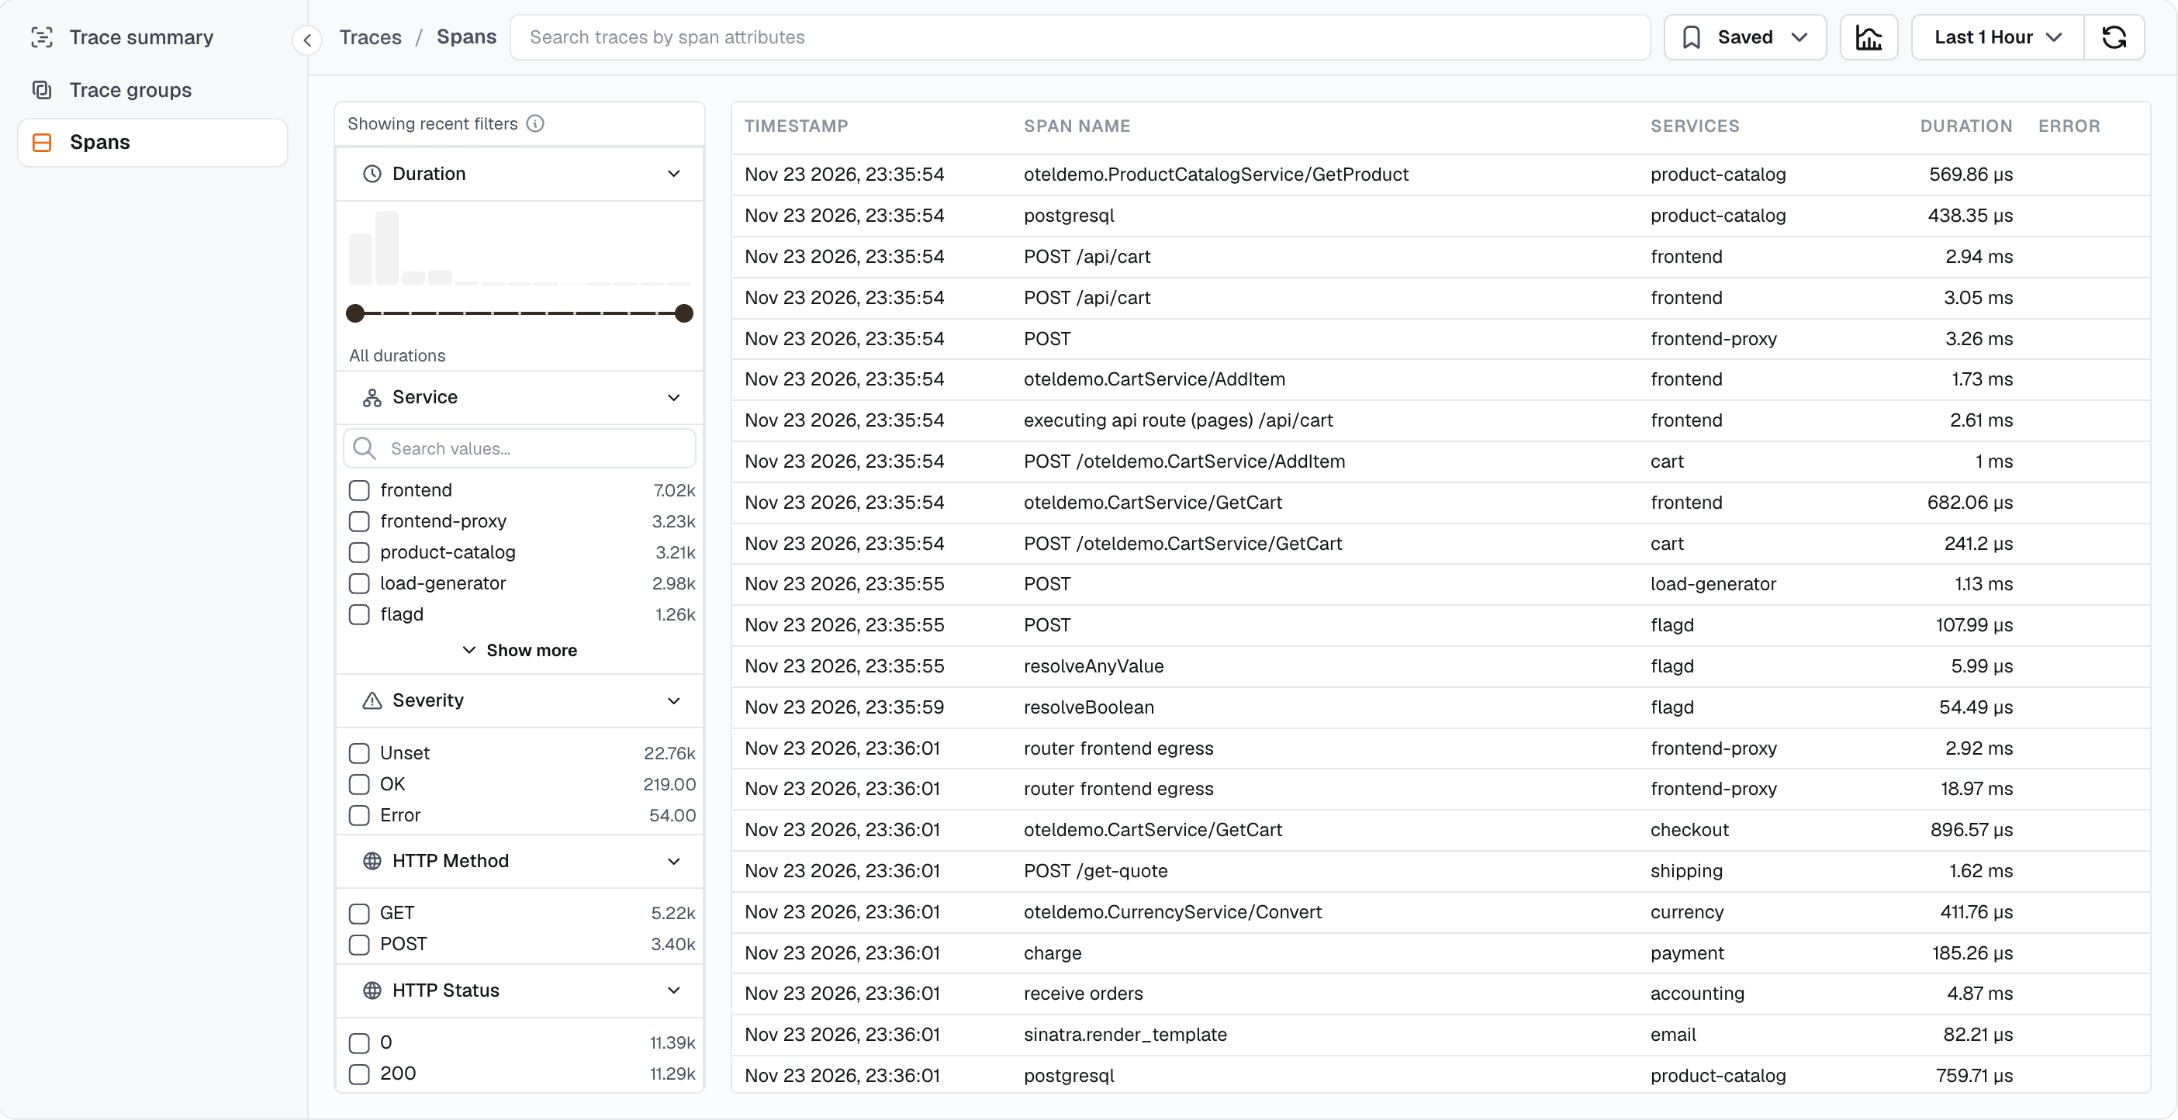 Trace summary
Trace groups
Spans
Traces / Spans
Search traces by span attributes
Saved
Last 1 Hour
Showing recent filters
Duration
All durations
Service
Search values...
frontend 7.02k
frontend-proxy 3.23k
product-catalog 3.21k
load-generator 2.98k
flagd 1.26k
Show more
Severity
Unset 22.76k
OK 219.00
Error 54.00
HTTP Method
GET 5.22k
POST 3.40k
HTTP Status
0 11.39k
200 11.29k
TIMESTAMP SPAN NAME SERVICES DURATION ERROR
Nov 23 2026, 23:35:54 oteldemo.ProductCatalogService/GetProduct product-catalog 569.86 µs
Nov 23 2026, 23:35:54 postgresql product-catalog 438.35 µs
Nov 23 2026, 23:35:54 POST /api/cart frontend 2.94 ms
Nov 23 2026, 23:35:54 POST /api/cart frontend 3.05 ms
Nov 23 2026, 23:35:54 POST frontend-proxy 3.26 ms
Nov 23 2026, 23:35:54 oteldemo.CartService/AddItem frontend 1.73 ms
Nov 23 2026, 23:35:54 executing api route (pages) /api/cart frontend 2.61 ms
Nov 23 2026, 23:35:54 POST /oteldemo.CartService/AddItem cart 1 ms
Nov 23 2026, 23:35:54 oteldemo.CartService/GetCart frontend 682.06 µs
Nov 23 2026, 23:35:54 POST /oteldemo.CartService/GetCart cart 241.2 µs
Nov 23 2026, 23:35:55 POST load-generator 1.13 ms
Nov 23 2026, 23:35:55 POST flagd 107.99 µs
Nov 23 2026, 23:35:55 resolveAnyValue flagd 5.99 µs
Nov 23 2026, 23:35:59 resolveBoolean flagd 54.49 µs
Nov 23 2026, 23:36:01 router frontend egress frontend-proxy 2.92 ms
Nov 23 2026, 23:36:01 router frontend egress frontend-proxy 18.97 ms
Nov 23 2026, 23:36:01 oteldemo.CartService/GetCart checkout 896.57 µs
Nov 23 2026, 23:36:01 POST /get-quote shipping 1.62 ms
Nov 23 2026, 23:36:01 oteldemo.CurrencyService/Convert currency 411.76 µs
Nov 23 2026, 23:36:01 charge payment 185.26 µs
Nov 23 2026, 23:36:01 receive orders accounting 4.87 ms
Nov 23 2026, 23:36:01 sinatra.render_template email 82.21 µs
Nov 23 2026, 23:36:01 postgresql product-catalog 759.71 µs